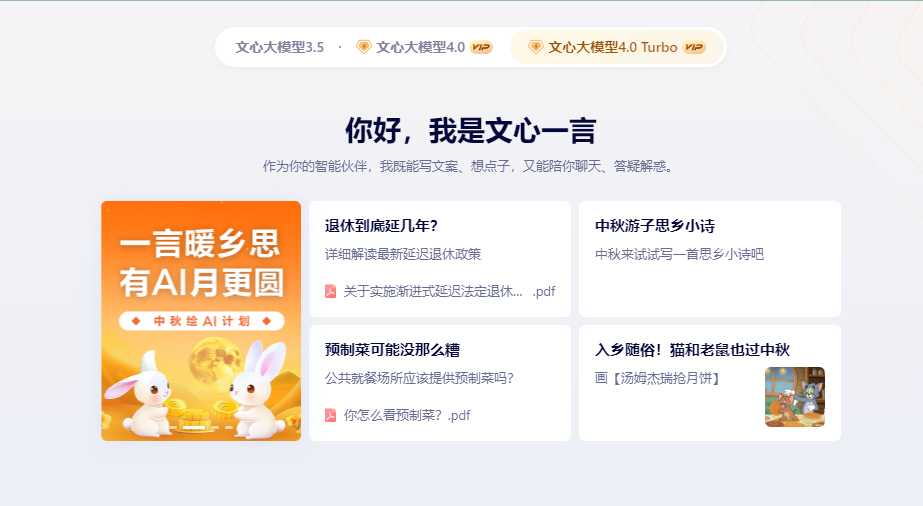 文心大模型3.5 · 文心大模型4.0 VIP 文心大模型4.0 Turbo VIP
你好，我是文心一言
作为你的智能伙伴，我既能写文案、想点子，又能陪你聊天、答疑解惑。
一言暖乡思
有AI月更圆
中秋绘AI计划
退休到底延几年？
详细解读最新延迟退休政策
关于实施渐进式延迟法定退休... .pdf
中秋游子思乡小诗
中秋来试试写一首思乡小诗吧
预制菜可能没那么糟
公共就餐场所应该提供预制菜吗？
你怎么看预制菜？.pdf
入乡随俗！猫和老鼠也过中秋
画【汤姆杰瑞抢月饼】